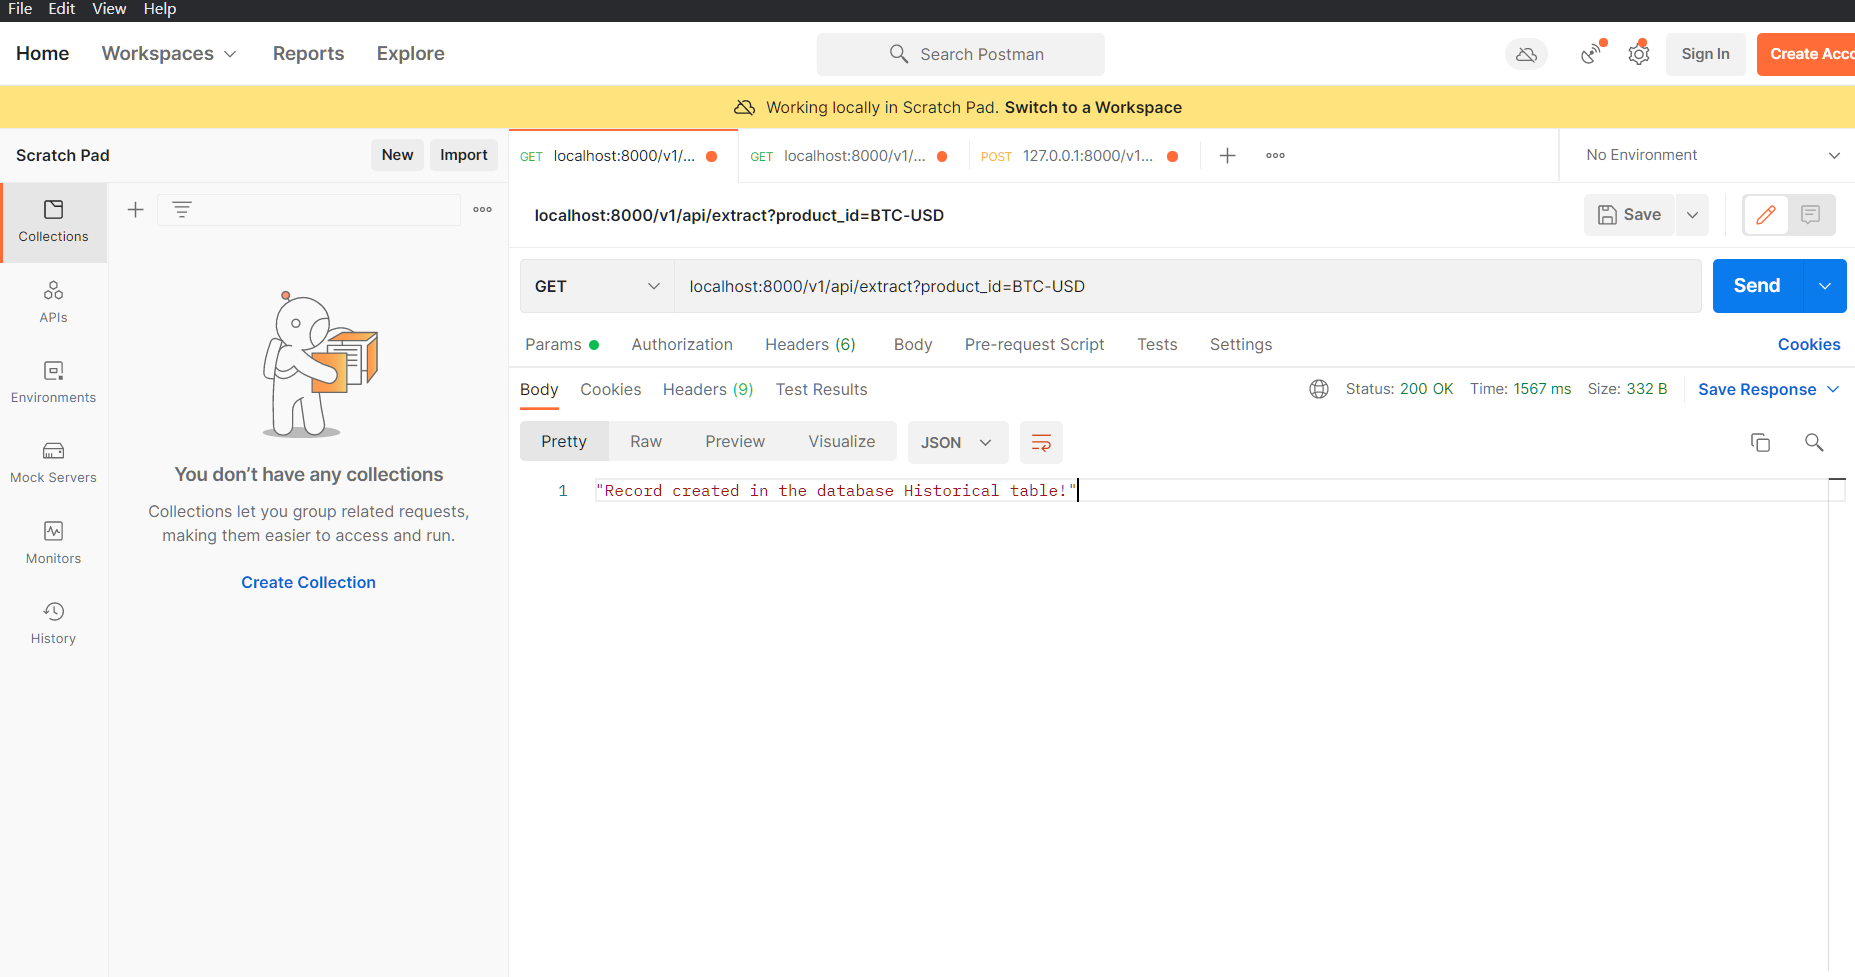 File Edit View Help
Home Workspaces Reports Explore Search Postman Sign In Create Acco
Working locally in Scratch Pad. Switch to a Workspace
Scratch Pad New Import GET localhost:8000/v1/... GET localhost:8000/v1/... POST 127.0.0.1:8000/v1... No Environment
Collections
APIs
Environments
Mock Servers
Monitors
History
You don't have any collections
Collections let you group related requests,
making them easier to access and run.
Create Collection
localhost:8000/v1/api/extract?product_id=BTC-USD Save
GET localhost:8000/v1/api/extract?product_id=BTC-USD Send
Params Authorization Headers (6) Body Pre-request Script Tests Settings Cookies
Body Cookies Headers (9) Test Results Status: 200 OK Time: 1567 ms Size: 332 B Save Response
Pretty Raw Preview Visualize JSON
1 "Record created in the database Historical table!"